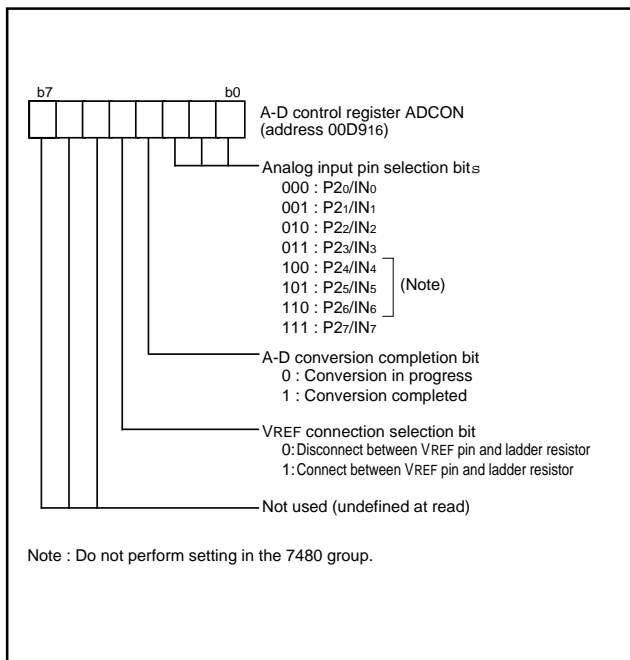 b7 b0
A-D control register ADCON
(address 00D916)
Analog input pin selection bits
000 : P20/IN0
001 : P21/IN1
010 : P22/IN2
011 : P23/IN3
100 : P24/IN4
101 : P25/IN5 (Note)
110 : P26/IN6
111 : P27/IN7
A-D conversion completion bit
0 : Conversion in progress
1 : Conversion completed
VREF connection selection bit
0: Disconnect between VREF pin and ladder resistor
1: Connect between VREF pin and ladder resistor
Not used (undefined at read)
Note : Do not perform setting in the 7480 group.